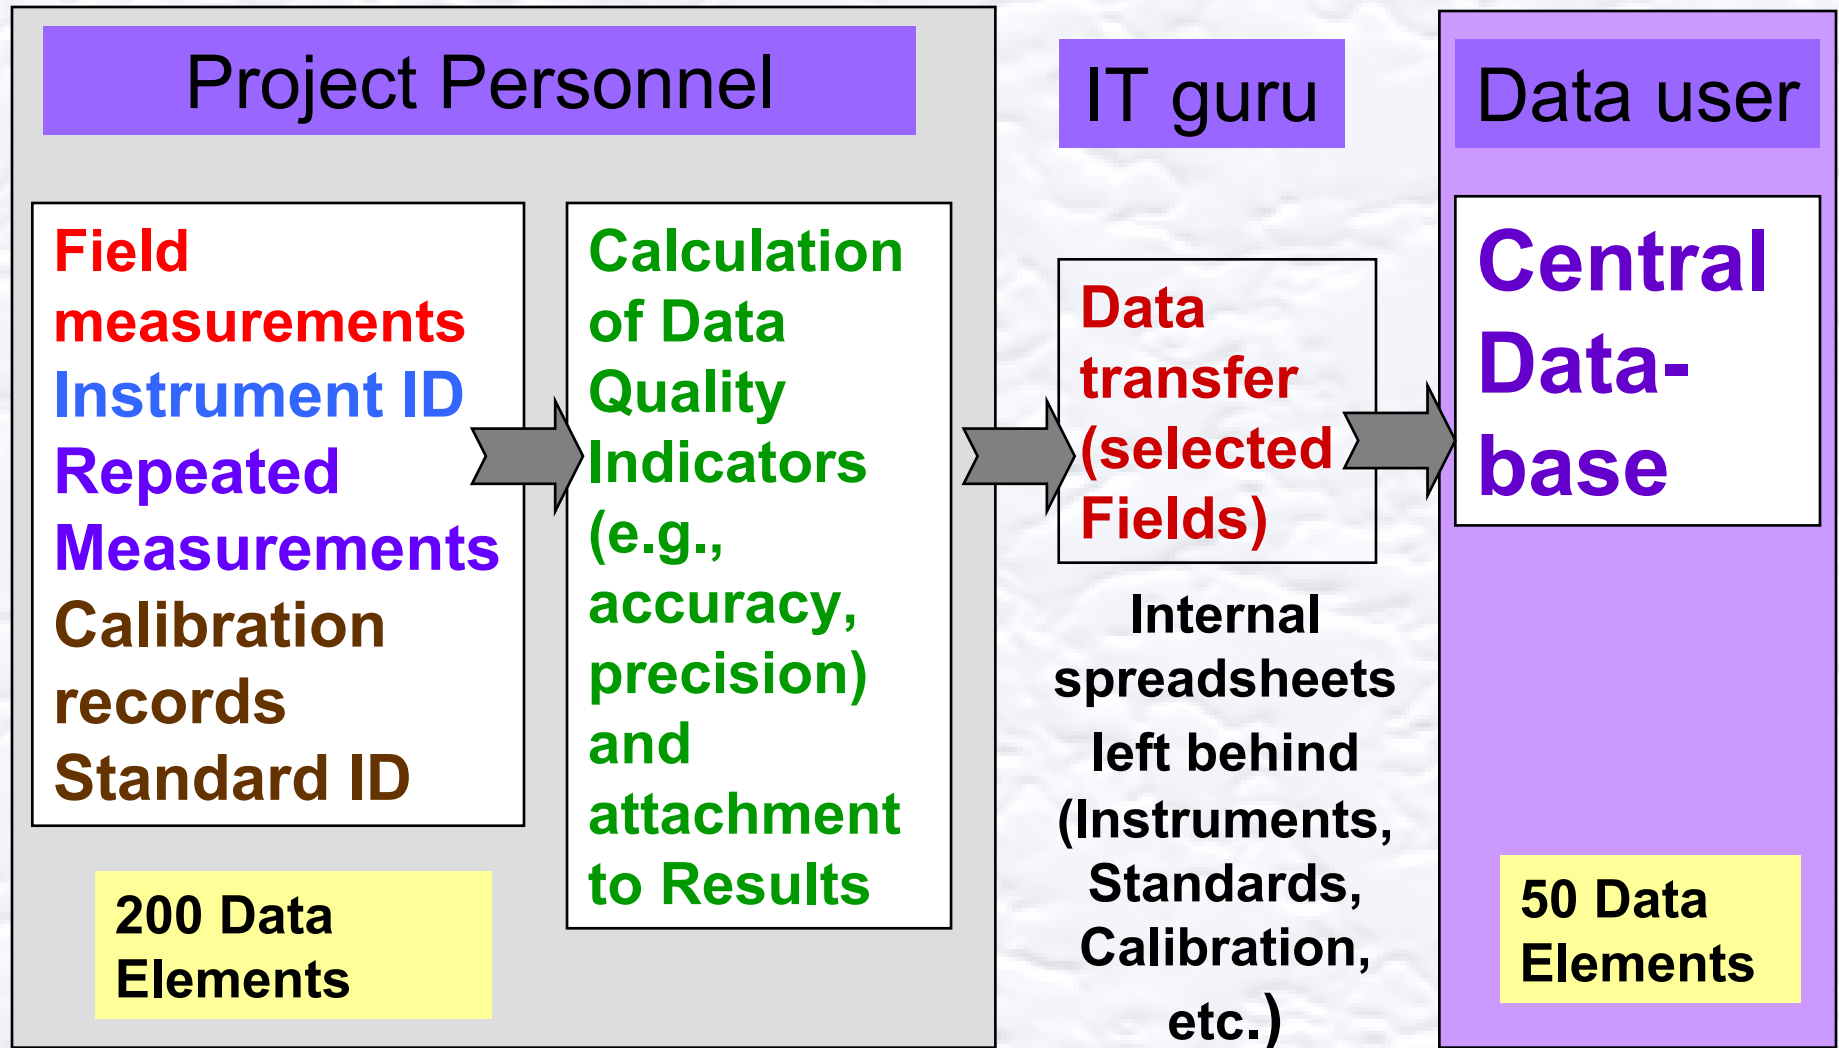 Project Personnel
IT guru
Data user
Field
measurements
Instrument ID
Repeated
Measurements
Calibration
records
Standard ID
200 Data
Elements
Calculation
of Data
Quality
Indicators
(e.g.,
accuracy,
precision)
and
attachment
to Results
Data
transfer
(selected
Fields)
Internal
spreadsheets
left behind
(Instruments,
Standards,
Calibration,
etc.)
Central
Data-
base
50 Data
Elements